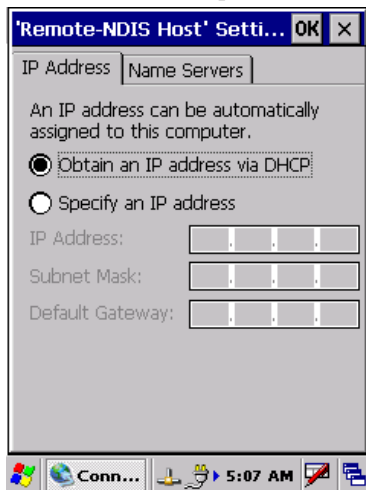 'Remote-NDIS Host' Setti... OK ×
IP Address Name Servers
An IP address can be automatically
assigned to this computer.
Obtain an IP address via DHCP
Specify an IP address
IP Address: . . .
Subnet Mask: . . .
Default Gateway: . . .
Conn... 5:07 AM